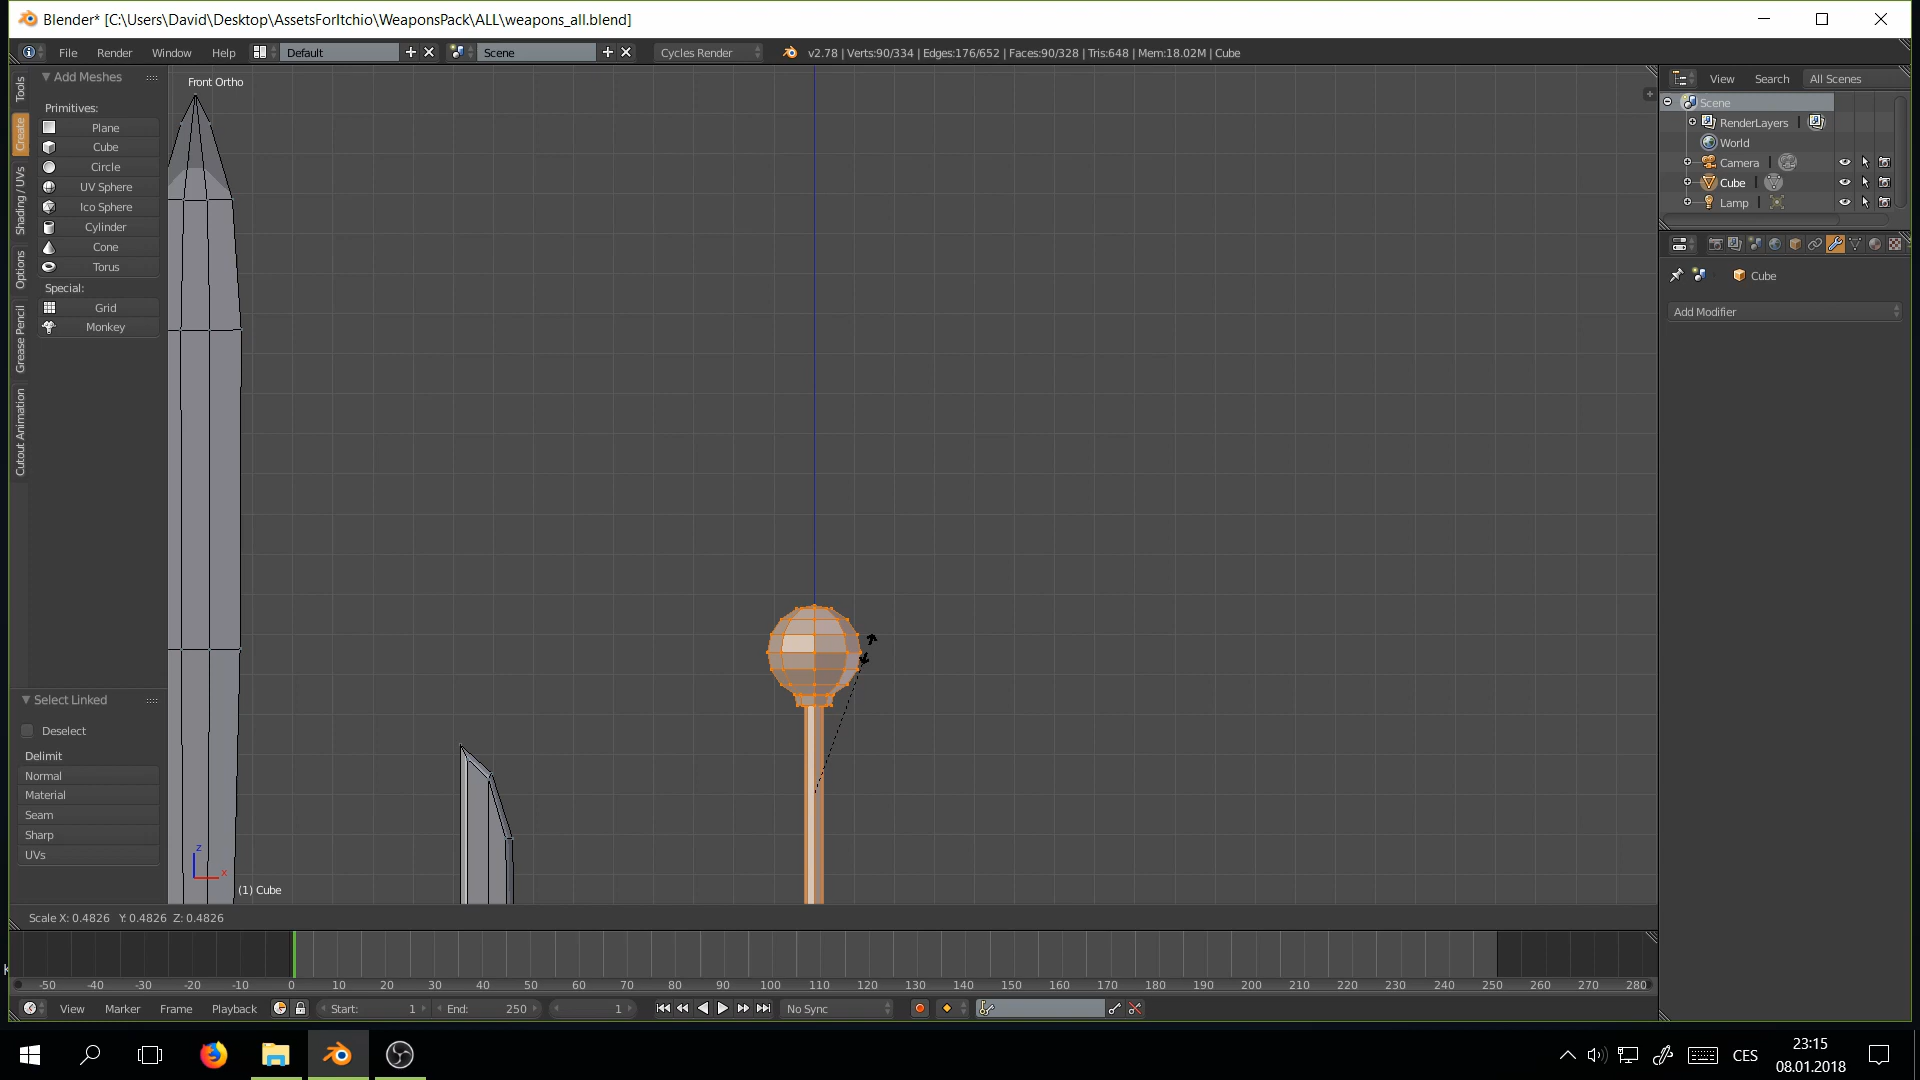 Blender* [C:\Users\David\Desktop\AssetsForItchio\WeaponsPack\ALL\weapons_all.blend]
File Render Window Help Default Scene Cycles Render v2.78 | Verts:90/334 | Edges:176/652 | Faces:90/328 | Tris:648 | Mem:18.02M | Cube
Tools
Create
Shading / UVs
Options
Grease Pencil
Cutout Animation
Add Meshes
Primitives:
Plane
Cube
Circle
UV Sphere
Ico Sphere
Cylinder
Cone
Torus
Special:
Grid
Monkey
Select Linked
Deselect
Delimit
Normal
Material
Seam
Sharp
UVs
Front Ortho
z
x
(1) Cube
Scale X: 0.4826 Y: 0.4826 Z: 0.4826
View Search All Scenes
Scene
RenderLayers |
World
Camera |
Cube |
Lamp |
Cube
Add Modifier
-50 -40 -30 -20 -10 0 10 20 30 40 50 60 70 80 90 100 110 120 130 140 150 160 170 180 190 200 210 220 230 240 250 260 270 280
View Marker Frame Playback Start: 1 End: 250 1 No Sync
CES
23:15
08.01.2018